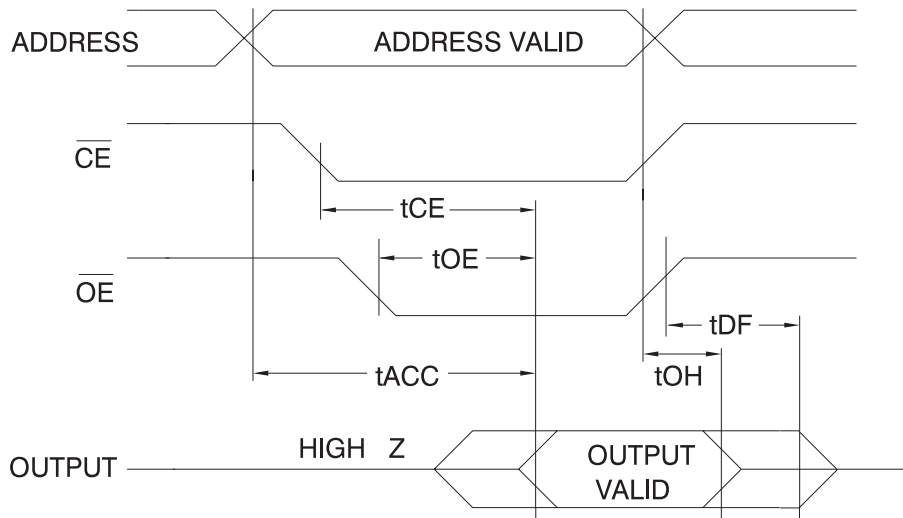 ADDRESS
ADDRESS VALID
CE
tCE
OE
tOE
tDF
tACC
tOH
HIGH Z
OUTPUT
OUTPUT
VALID